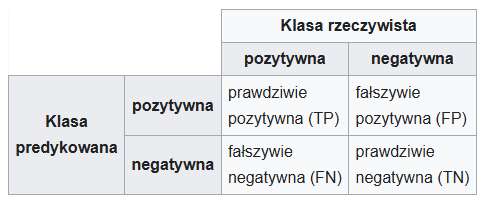 Klasa rzeczywista
pozytywna negatywna
Klasa predykowana
pozytywna
prawdziwie pozytywna (TP)
fałszywie pozytywna (FP)
negatywna
fałszywie negatywna (FN)
prawdziwie negatywna (TN)